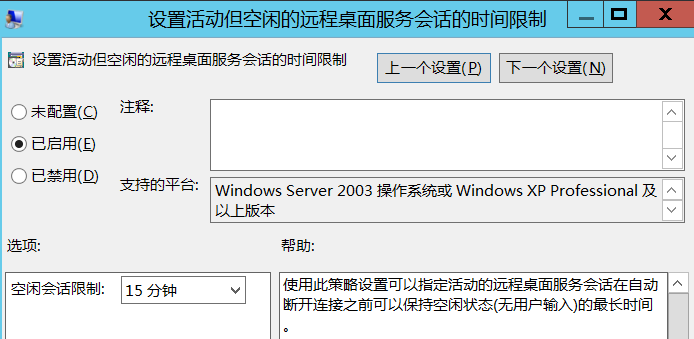 设置活动但空闲的远程桌面服务会话的时间限制
设置活动但空闲的远程桌面服务会话的时间限制
上一个设置(P)
下一个设置(N)
未配置(C)
注释:
已启用(E)
已禁用(D)
支持的平台:
Windows Server 2003 操作系统或 Windows XP Professional 及
以上版本
选项:
帮助:
空闲会话限制:
15 分钟
使用此策略设置可以指定活动的远程桌面服务会话在自动
断开连接之前可以保持空闲状态(无用户输入)的最长时间
。